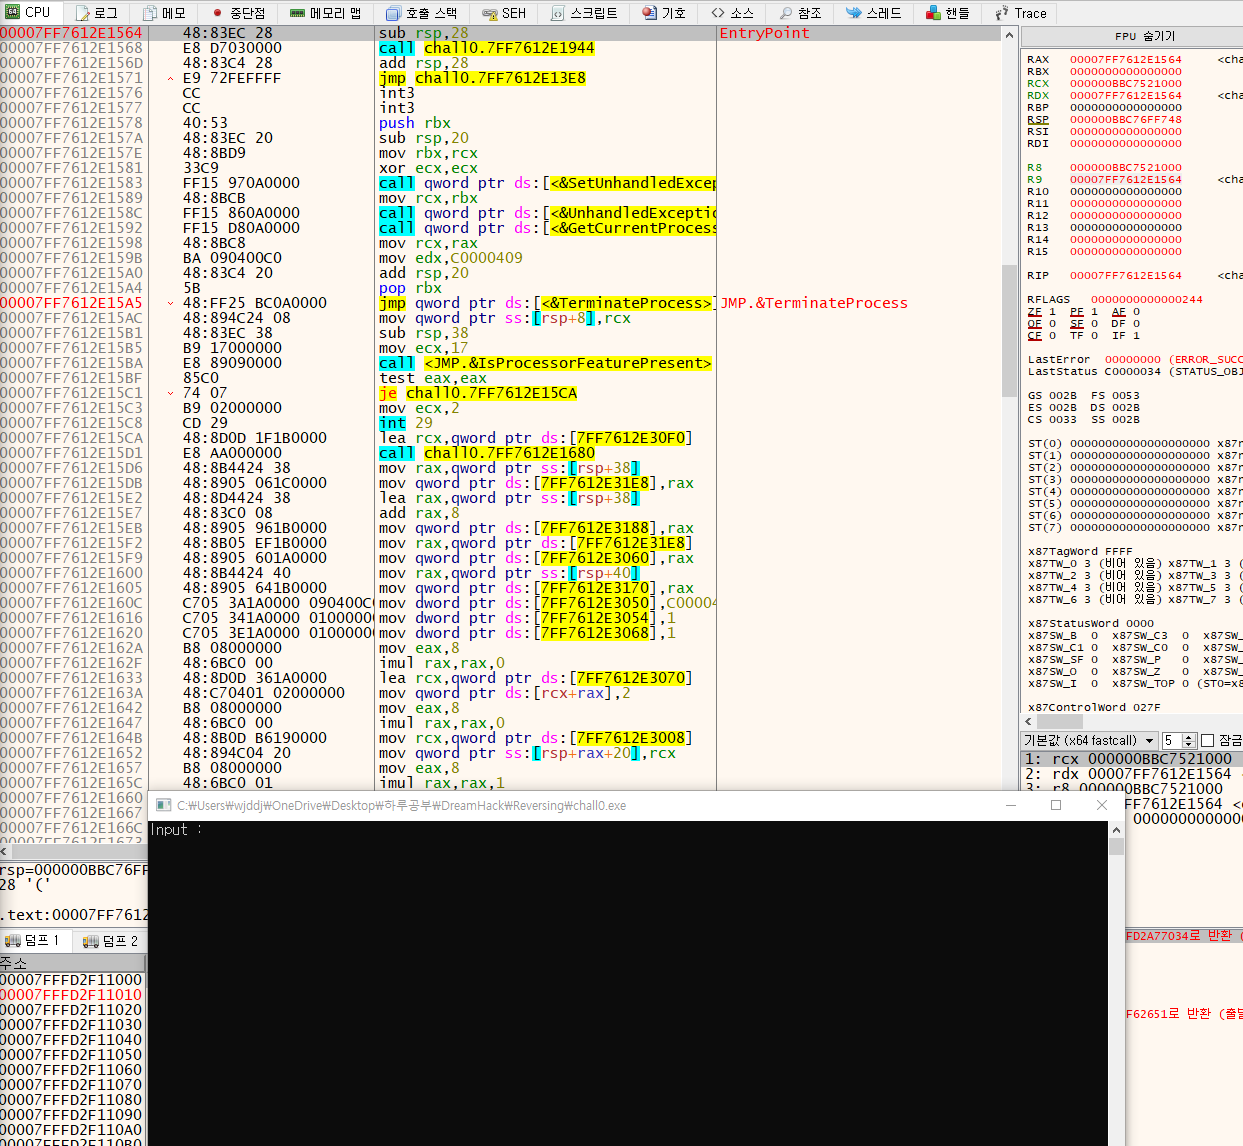 CPU 로그 메모 중단점 메모리 맵 호출 스택 SEH 스크립트 기호 소스 참조 스레드 핸들 Trace
00007FF7612E1564 48:83EC 28 sub rsp,28 EntryPoint
00007FF7612E1568 E8 D7030000 call chall0.7FF7612E1944
00007FF7612E156D 48:83C4 28 add rsp,28
00007FF7612E1571 E9 72FEFFFF jmp chall0.7FF7612E13E8
00007FF7612E1576 CC int3
00007FF7612E1577 CC int3
00007FF7612E1578 40:53 push rbx
00007FF7612E157A 48:83EC 20 sub rsp,20
00007FF7612E157E 48:8BD9 mov rbx,rcx
00007FF7612E1581 33C9 xor ecx,ecx
00007FF7612E1583 FF15 970A0000 call qword ptr ds:[<&SetUnhandledExcep
00007FF7612E1589 48:8BCB mov rcx,rbx
00007FF7612E158C FF15 860A0000 call qword ptr ds:[<&UnhandledExceptic
00007FF7612E1592 FF15 D80A0000 call qword ptr ds:[<&GetCurrentProcess
00007FF7612E1598 48:8BC8 mov rcx,rax
00007FF7612E159B BA 090400C0 mov edx,C0000409
00007FF7612E15A0 48:83C4 20 add rsp,20
00007FF7612E15A4 5B pop rbx
00007FF7612E15A5 48:FF25 BC0A0000 jmp qword ptr ds:[<&TerminateProcess>] JMP.&TerminateProcess
00007FF7612E15AC 48:894C24 08 mov qword ptr ss:[rsp+8],rcx
00007FF7612E15B1 48:83EC 38 sub rsp,38
00007FF7612E15B5 B9 17000000 mov ecx,17
00007FF7612E15BA E8 89090000 call <JMP.&IsProcessorFeaturePresent>
00007FF7612E15BF 85C0 test eax,eax
00007FF7612E15C1 74 07 je chall0.7FF7612E15CA
00007FF7612E15C3 B9 02000000 mov ecx,2
00007FF7612E15C8 CD 29 int 29
00007FF7612E15CA 48:8D0D 1F1B0000 lea rcx,qword ptr ds:[7FF7612E30F0]
00007FF7612E15D1 E8 AA000000 call chall0.7FF7612E1680
00007FF7612E15D6 48:8B4424 38 mov rax,qword ptr ss:[rsp+38]
00007FF7612E15DB 48:8905 061C0000 mov qword ptr ds:[7FF7612E31E8],rax
00007FF7612E15E2 48:8D4424 38 lea rax,qword ptr ss:[rsp+38]
00007FF7612E15E7 48:83C0 08 add rax,8
00007FF7612E15EB 48:8905 961B0000 mov qword ptr ds:[7FF7612E3188],rax
00007FF7612E15F2 48:8B05 EF1B0000 mov rax,qword ptr ds:[7FF7612E31E8]
00007FF7612E15F9 48:8905 601A0000 mov qword ptr ds:[7FF7612E3060],rax
00007FF7612E1600 48:8B4424 40 mov rax,qword ptr ss:[rsp+40]
00007FF7612E1605 48:8905 641B0000 mov qword ptr ds:[7FF7612E3170],rax
00007FF7612E160C C705 3A1A0000 090400C0 mov dword ptr ds:[7FF7612E3050],C00004
00007FF7612E1616 C705 341A0000 01000000 mov dword ptr ds:[7FF7612E3054],1
00007FF7612E1620 C705 3E1A0000 01000000 mov dword ptr ds:[7FF7612E3068],1
00007FF7612E162A B8 08000000 mov eax,8
00007FF7612E162F 48:6BC0 00 imul rax,rax,0
00007FF7612E1633 48:8D0D 361A0000 lea rcx,qword ptr ds:[7FF7612E3070]
00007FF7612E163A 48:C70401 02000000 mov qword ptr ds:[rcx+rax],2
00007FF7612E1642 B8 08000000 mov eax,8
00007FF7612E1647 48:6BC0 00 imul rax,rax,0
00007FF7612E164B 48:8B0D B6190000 mov rcx,qword ptr ds:[7FF7612E3008]
00007FF7612E1652 48:894C04 20 mov qword ptr ss:[rsp+rax+20],rcx
00007FF7612E1657 B8 08000000 mov eax,8
00007FF7612E165C 48:6BC0 01 imul rax,rax,1
00007FF7612E1660
00007FF7612E1667
00007FF7612E166C
00007FF7612E1673
FPU 숨기기
RAX 00007FF7612E1564 <cha
RBX 0000000000000000
RCX 000000BBC7521000
RDX 00007FF7612E1564 <cha
RBP 0000000000000000
RSP 000000BBC76FF748
RSI 0000000000000000
RDI 0000000000000000
R8 000000BBC7521000
R9 00007FF7612E1564 <cha
R10 0000000000000000
R11 0000000000000000
R12 0000000000000000
R13 0000000000000000
R14 0000000000000000
R15 0000000000000000
RIP 00007FF7612E1564 <cha
RFLAGS 0000000000000244
ZF 1 PF 1 AF 0
OF 0 SF 0 DF 0
CF 0 TF 0 IF 1
LastError 00000000 (ERROR_SUCC
LastStatus C0000034 (STATUS_OBJ
GS 002B FS 0053
ES 002B DS 002B
CS 0033 SS 002B
ST(0) 00000000000000000000 x87r
ST(1) 00000000000000000000 x87r
ST(2) 00000000000000000000 x87r
ST(3) 00000000000000000000 x87r
ST(4) 00000000000000000000 x87r
ST(5) 00000000000000000000 x87r
ST(6) 00000000000000000000 x87r
ST(7) 00000000000000000000 x87r
x87TagWord FFFF
x87TW_0 3 (비어 있음) x87TW_1 3 (
x87TW_2 3 (비어 있음) x87TW_3 3 (
x87TW_4 3 (비어 있음) x87TW_5 3 (
x87TW_6 3 (비어 있음) x87TW_7 3 (
x87StatusWord 0000
x87SW_B 0 x87SW_C3 0 x87SW_
x87SW_C1 0 x87SW_C0 0 x87SW_
x87SW_SF 0 x87SW_P 0 x87SW_
x87SW_O 0 x87SW_Z 0 x87SW_
x87SW_I 0 x87SW_TOP 0 (ST0=x8
x87ControlWord 027F
기본값 (x64 fastcall) 5 잠금
1: rcx 000000BBC7521000
2: rdx 00007FF7612E1564 <
3: r8 000000BBC7521000
FF7612E1564 <c
000000000000
C:₩Users₩wjddj₩OneDrive₩Desktop₩하루공부₩DreamHack₩Reversing₩chall0.exe
Input :
rsp=000000BBC76FF
28 '('
.text:00007FF7612
덤프 1 덤프 2
주소
00007FFFD2F11000
00007FFFD2F11010
00007FFFD2F11020
00007FFFD2F11030
00007FFFD2F11040
00007FFFD2F11050
00007FFFD2F11060
00007FFFD2F11070
00007FFFD2F11080
00007FFFD2F11090
00007FFFD2F110A0
00007FFFD2F110B0
FD2A77034로 반환 (
F62651로 반환 (출발